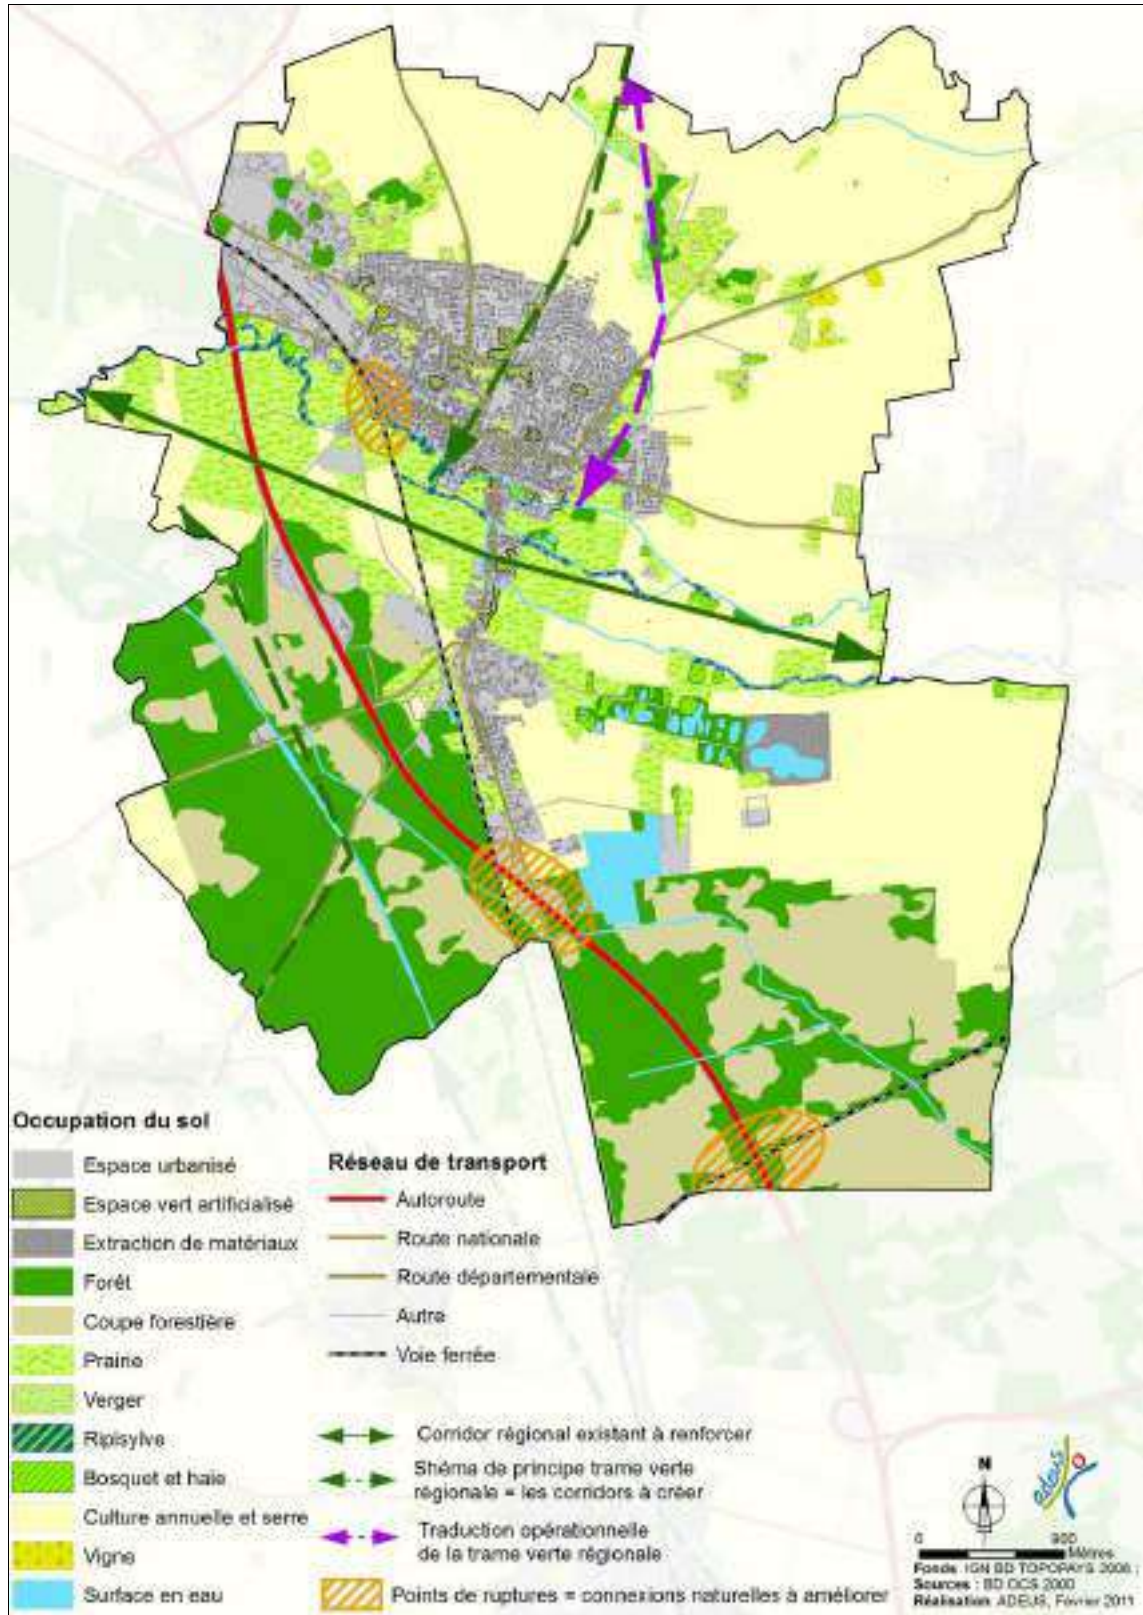 Occupation du sol
Espace urbanisé
Espace vert artificialisé
Extraction de matériaux
Forêt
Coupe forestière
Prairie
Verger
Ripisylve
Bosquet et haie
Culture annuelle et serre
Vigne
Surface en eau
Réseau de transport
Autoroute
Route nationale
Route départementale
Autre
Voie ferrée
Corridor régional existant à renforcer
Shéma de principe trame verte
régionale = les corridors à créer
Traduction opérationnelle
de la trame verte régionale
Points de ruptures = connexions naturelles à améliorer
N
adeus
0 900
Mètres
Fonds : IGN BD TOPOPAYS 2006 ;
Sources : BD OCS 2000
Réalisation : ADEUS, Février 2011